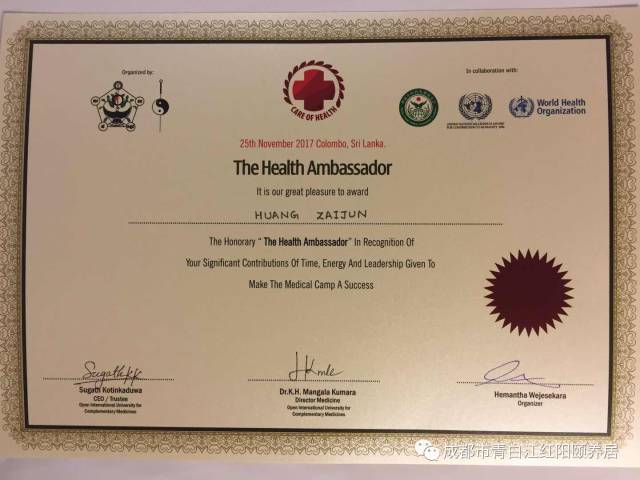 Organized by:
CARE OF HEALTH
In collaboration with:
World Health
Organization
25th November 2017 Colombo, Sri Lanka.
The Health Ambassador
It is our great pleasure to award
HUANG ZAIJUN
The Honorary “ The Health Ambassador” In Recognition Of
Your Significant Contributions Of Time, Energy And Leadership Given To
Make The Medical Camp A Success
Sugath Kotinkaduwa
CEO / Trustee
Open International University for
Complementary Medicines
Dr.K.H. Mangala Kumara
Director Medicine
Open International University for
Complementary Medicines
Hemantha Wejesekara
Organizer
成都市青白江红阳颐养居